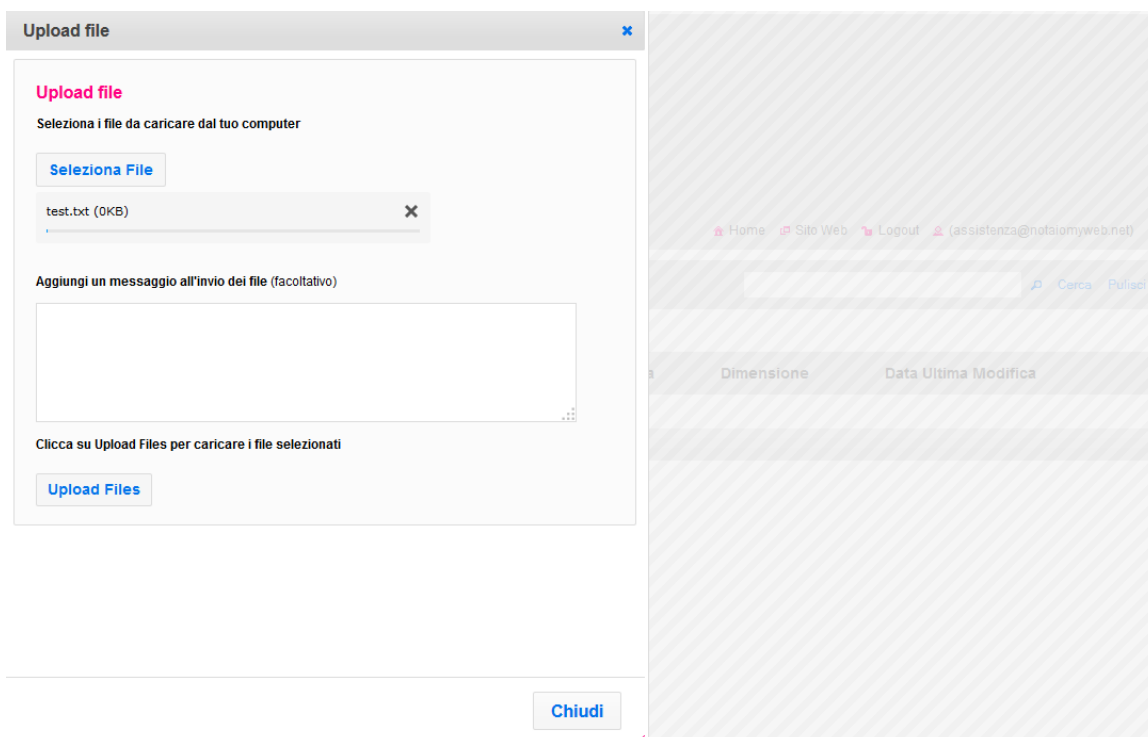 Upload file
Upload file
Seleziona i file da caricare dal tuo computer
Seleziona File
test.txt (0KB)
Aggiungi un messaggio all'invio dei file (facoltativo)
Clicca su Upload Files per caricare i file selezionati
Upload Files
Chiudi
Home Sito Web Logout (assistenza@notaiomyweb.net)
Cerca Pulisci
a Dimensione Data Ultima Modifica